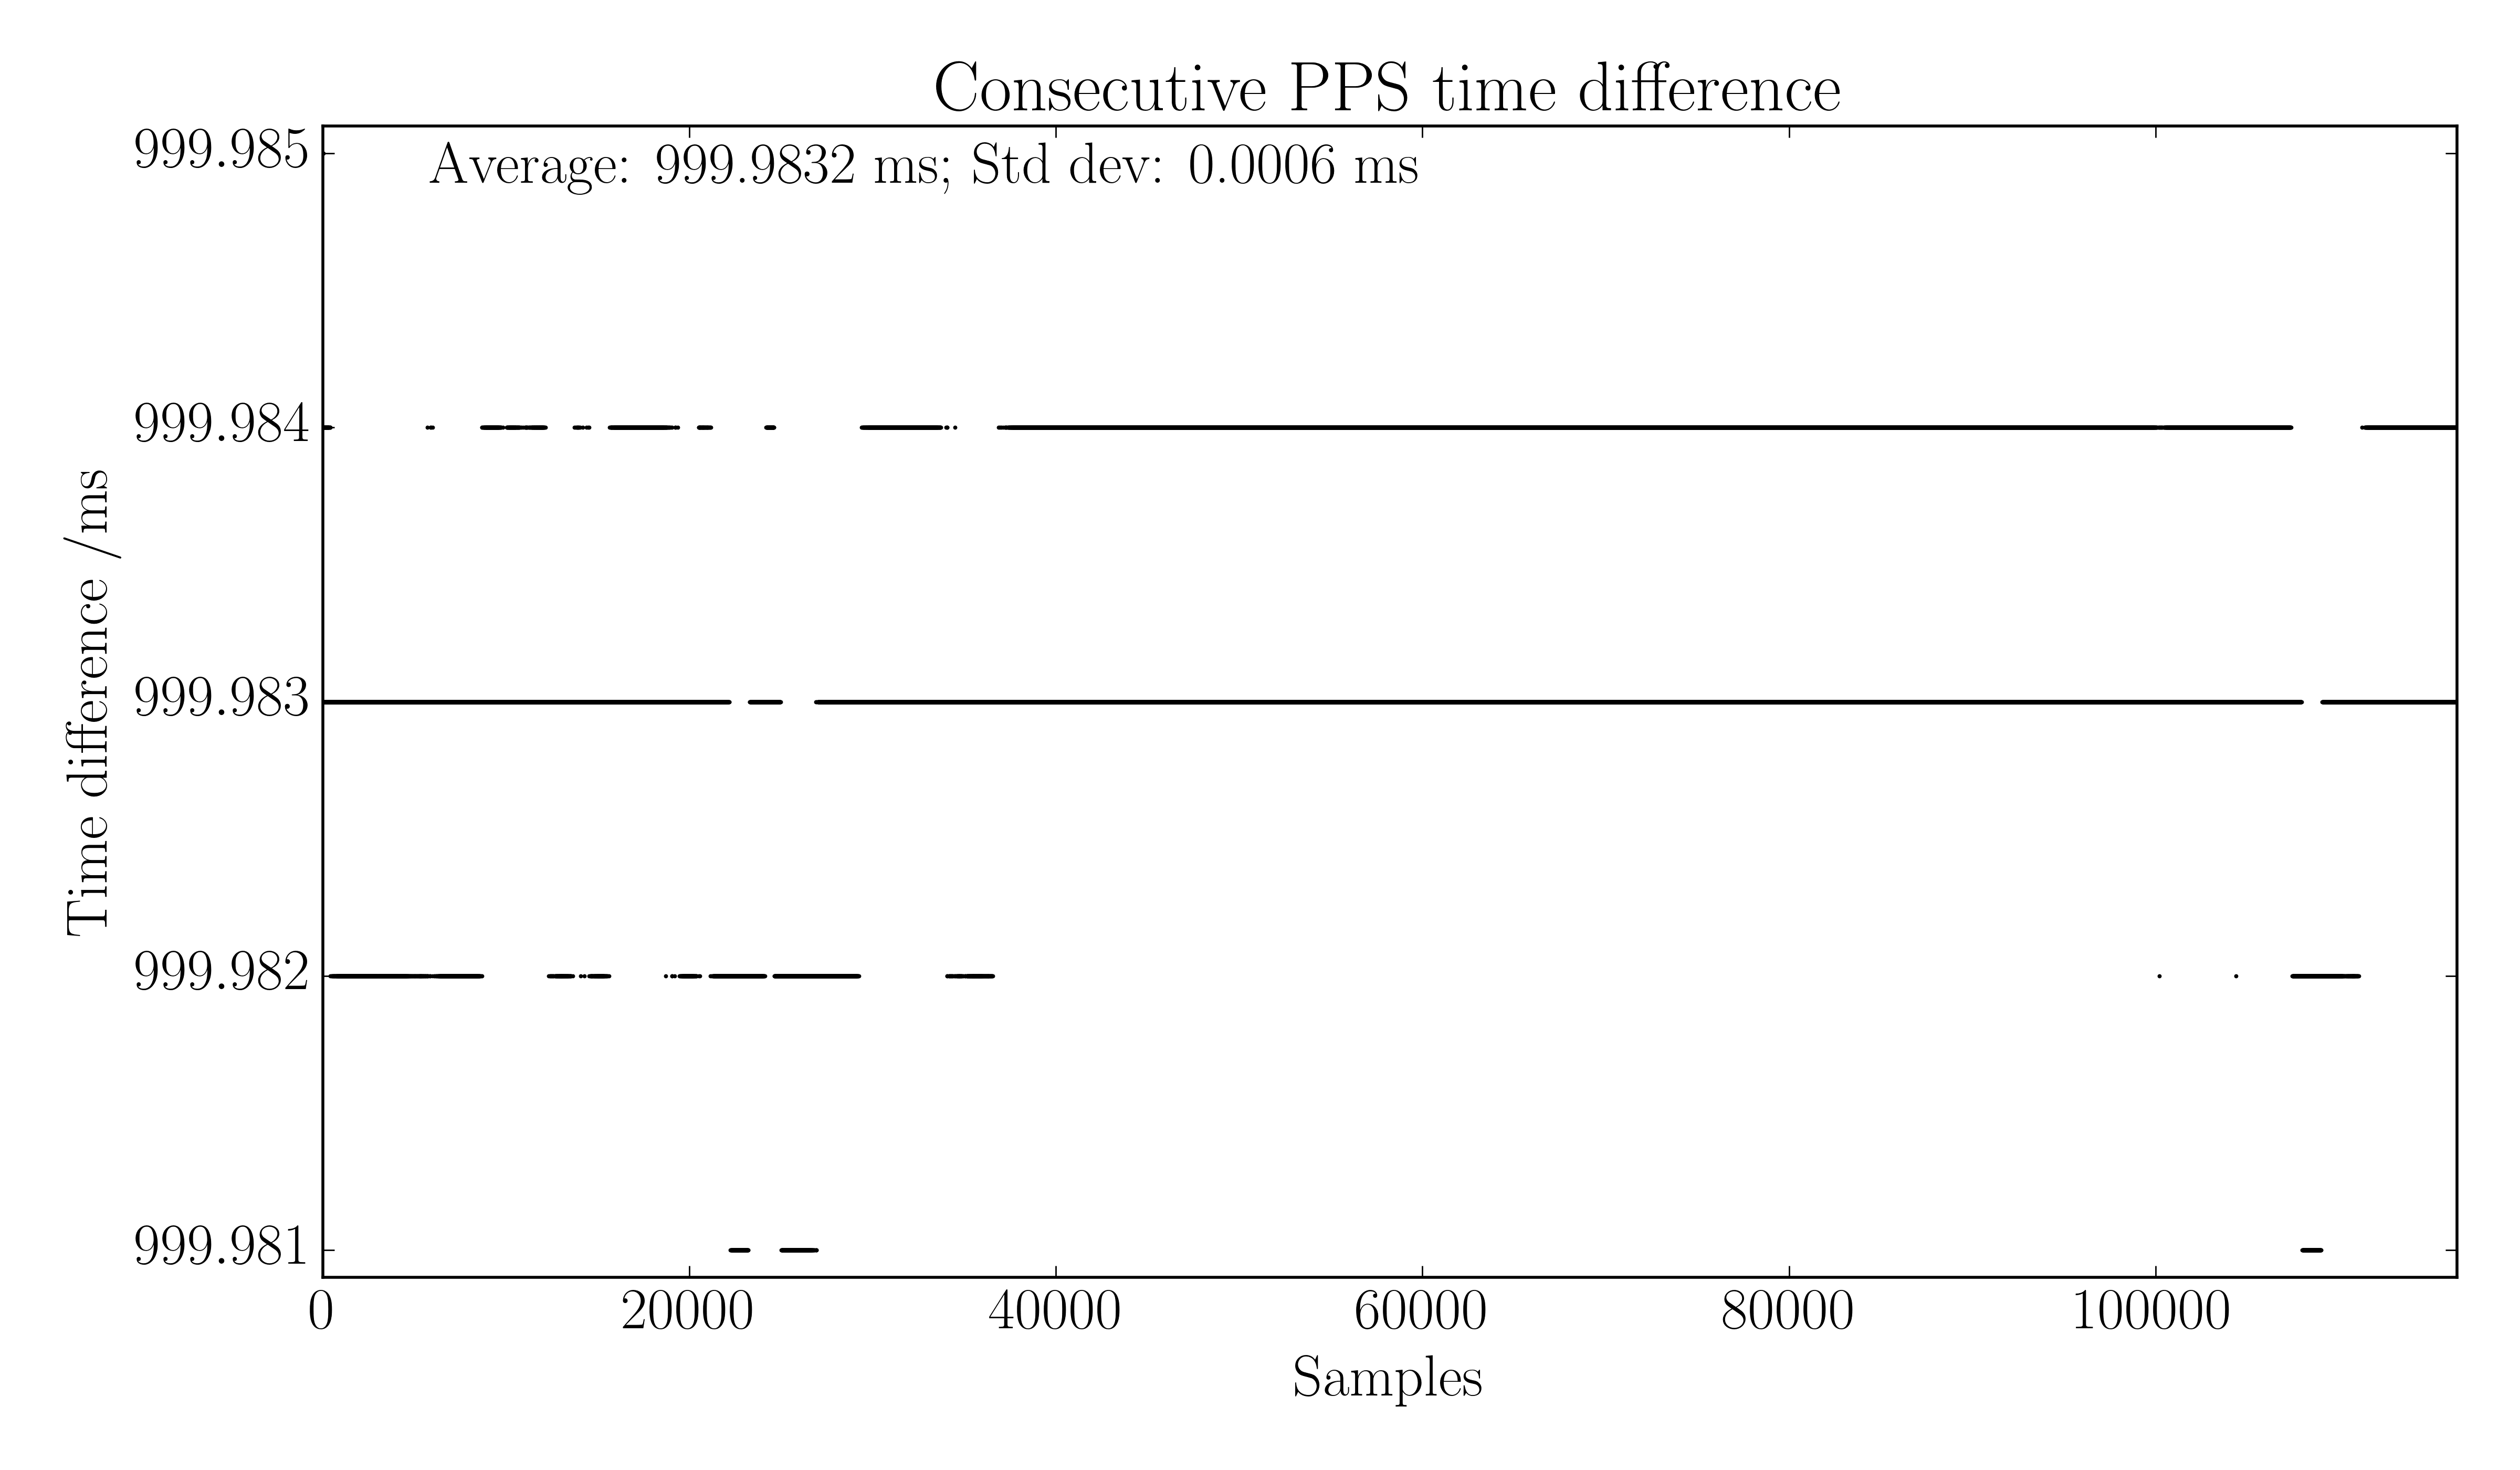 Consecutive PPS time difference
Average: 999.9832 ms; Std dev: 0.0006 ms
999.985
999.984
999.983
999.982
999.981
Time difference /ms
0 20000 40000 60000 80000 100000
Samples